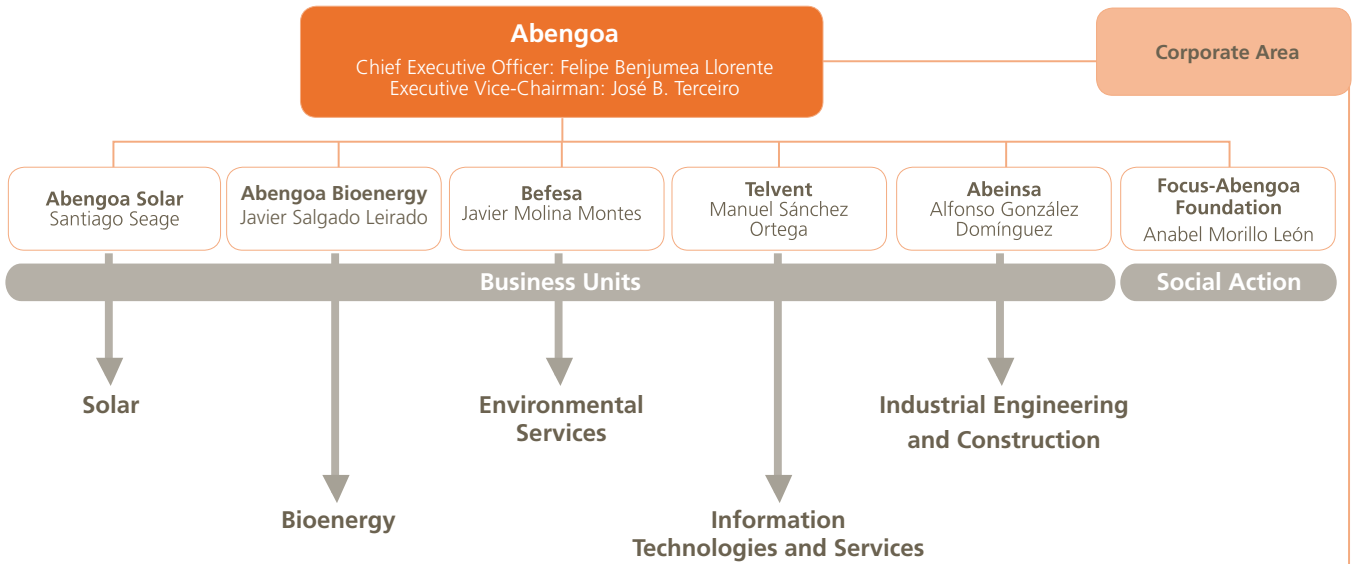 Abengoa
Chief Executive Officer: Felipe Benjumea Llorente
Executive Vice-Chairman: José B. Terceiro
Corporate Area
Abengoa Solar
Santiago Seage
Abengoa Bioenergy
Javier Salgado Leirado
Befesa
Javier Molina Montes
Telvent
Manuel Sánchez
Ortega
Abeinsa
Alfonso González
Domínguez
Focus-Abengoa
Foundation
Anabel Morillo León
Business Units
Social Action
Solar
Environmental
Services
Industrial Engineering
and Construction
Bioenergy
Information
Technologies and Services